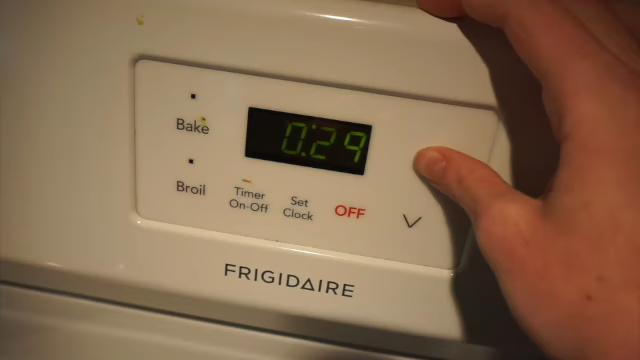 Bake
0:29
Broil
Timer
On-Off
Set
Clock
OFF
FRIGIDAIRE